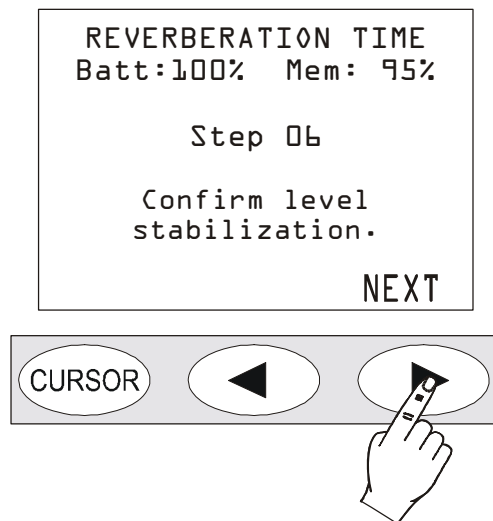 REVERBERATION TIME
Batt:100% Mem: 95%
Step 06
Confirm level
stabilization.
NEXT
CURSOR